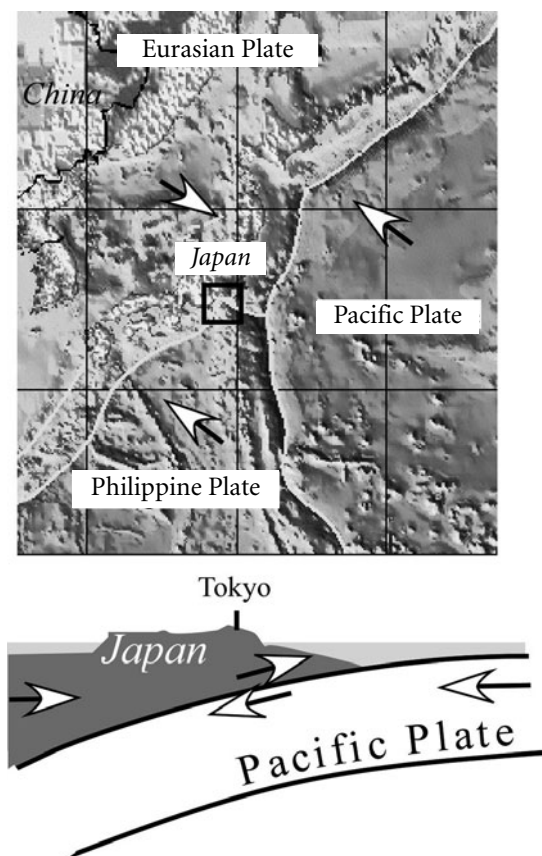 Eurasian Plate
China
Japan
Pacific Plate
Philippine Plate
Tokyo
Japan
Pacific Plate